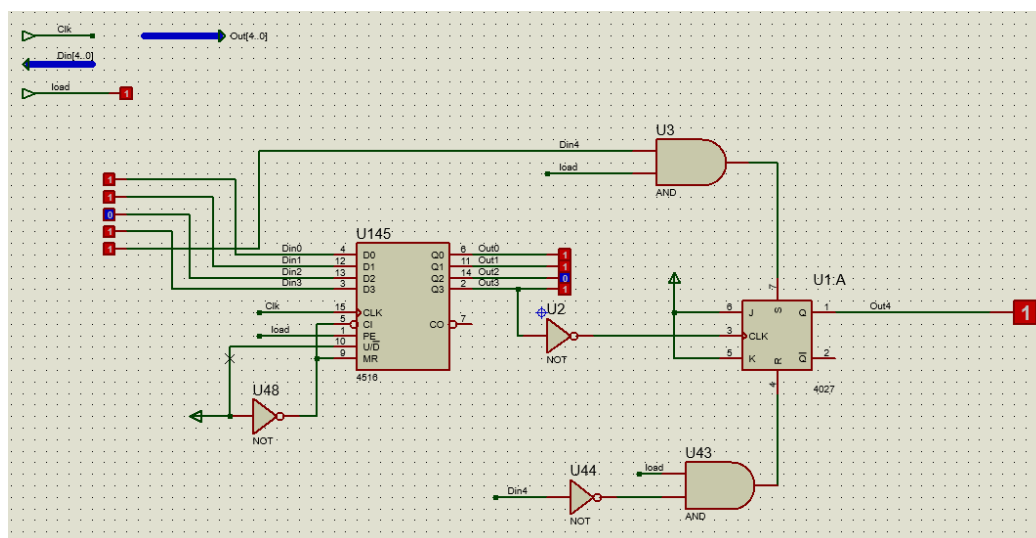 Clk
Out[4..0]
Din[4..0]
load
1
U3
Din4
load
AND
1
1
0
1
1
U145
Din0 4 D0 Q0 6 Out0 1
Din1 12 D1 Q1 11 Out1 1
Din2 13 D2 Q2 14 Out2 0
Din3 3 D3 Q3 2 Out3 1
Clk 15 CLK
5 CI CO 7
load 1 PE
10 U/D
9 MR
4516
U2
NOT
U1:A
7 S
6 J Q 1 Out4 1
3 CLK
5 K Q 2
R 4
4027
U48
NOT
U43
load
AND
U44
Din4
NOT